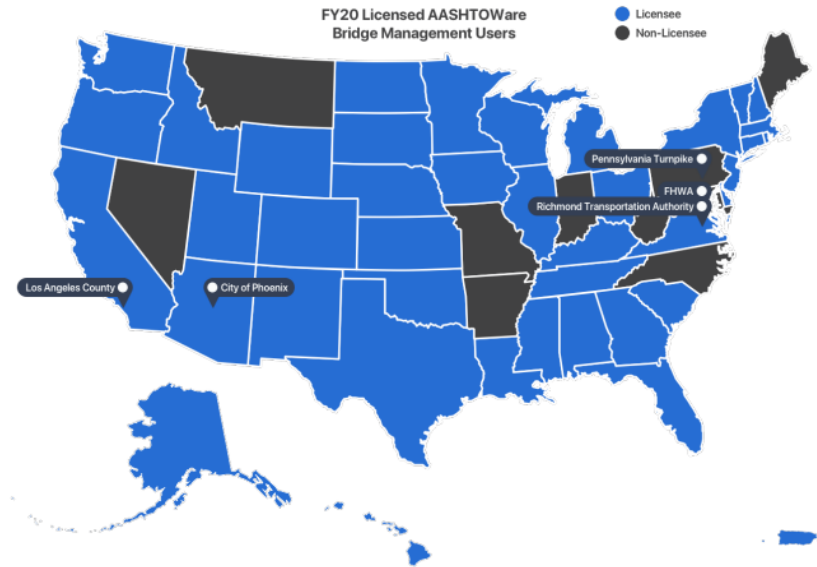 FY20 Licensed AASHTOWare
Bridge Management Users
Licensee
Non-Licensee
Pennsylvania Turnpike
FHWA
Richmond Transportation Authority
Los Angeles County
City of Phoenix